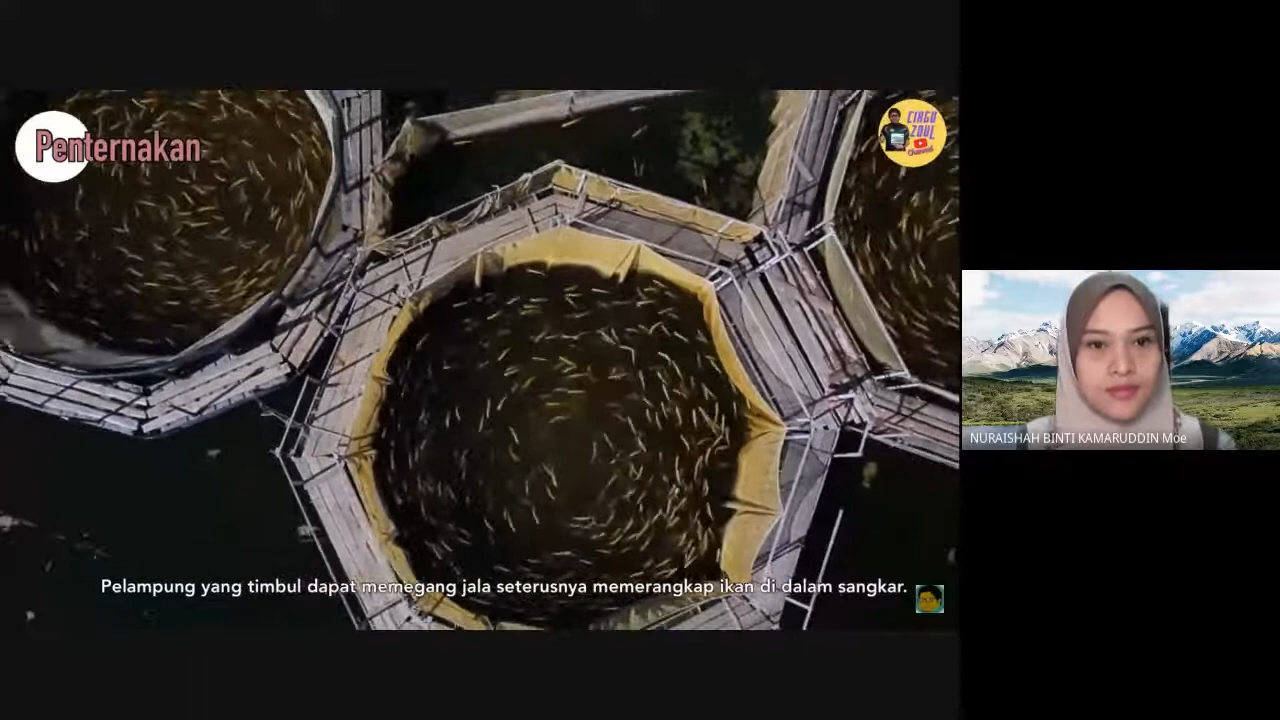 Penternakan
CIKGU
ZOUL
Channel
NURAISHAH BINTI KAMARUDDIN Moe
Pelampung yang timbul dapat memegang jala seterusnya memerangkap ikan di dalam sangkar.